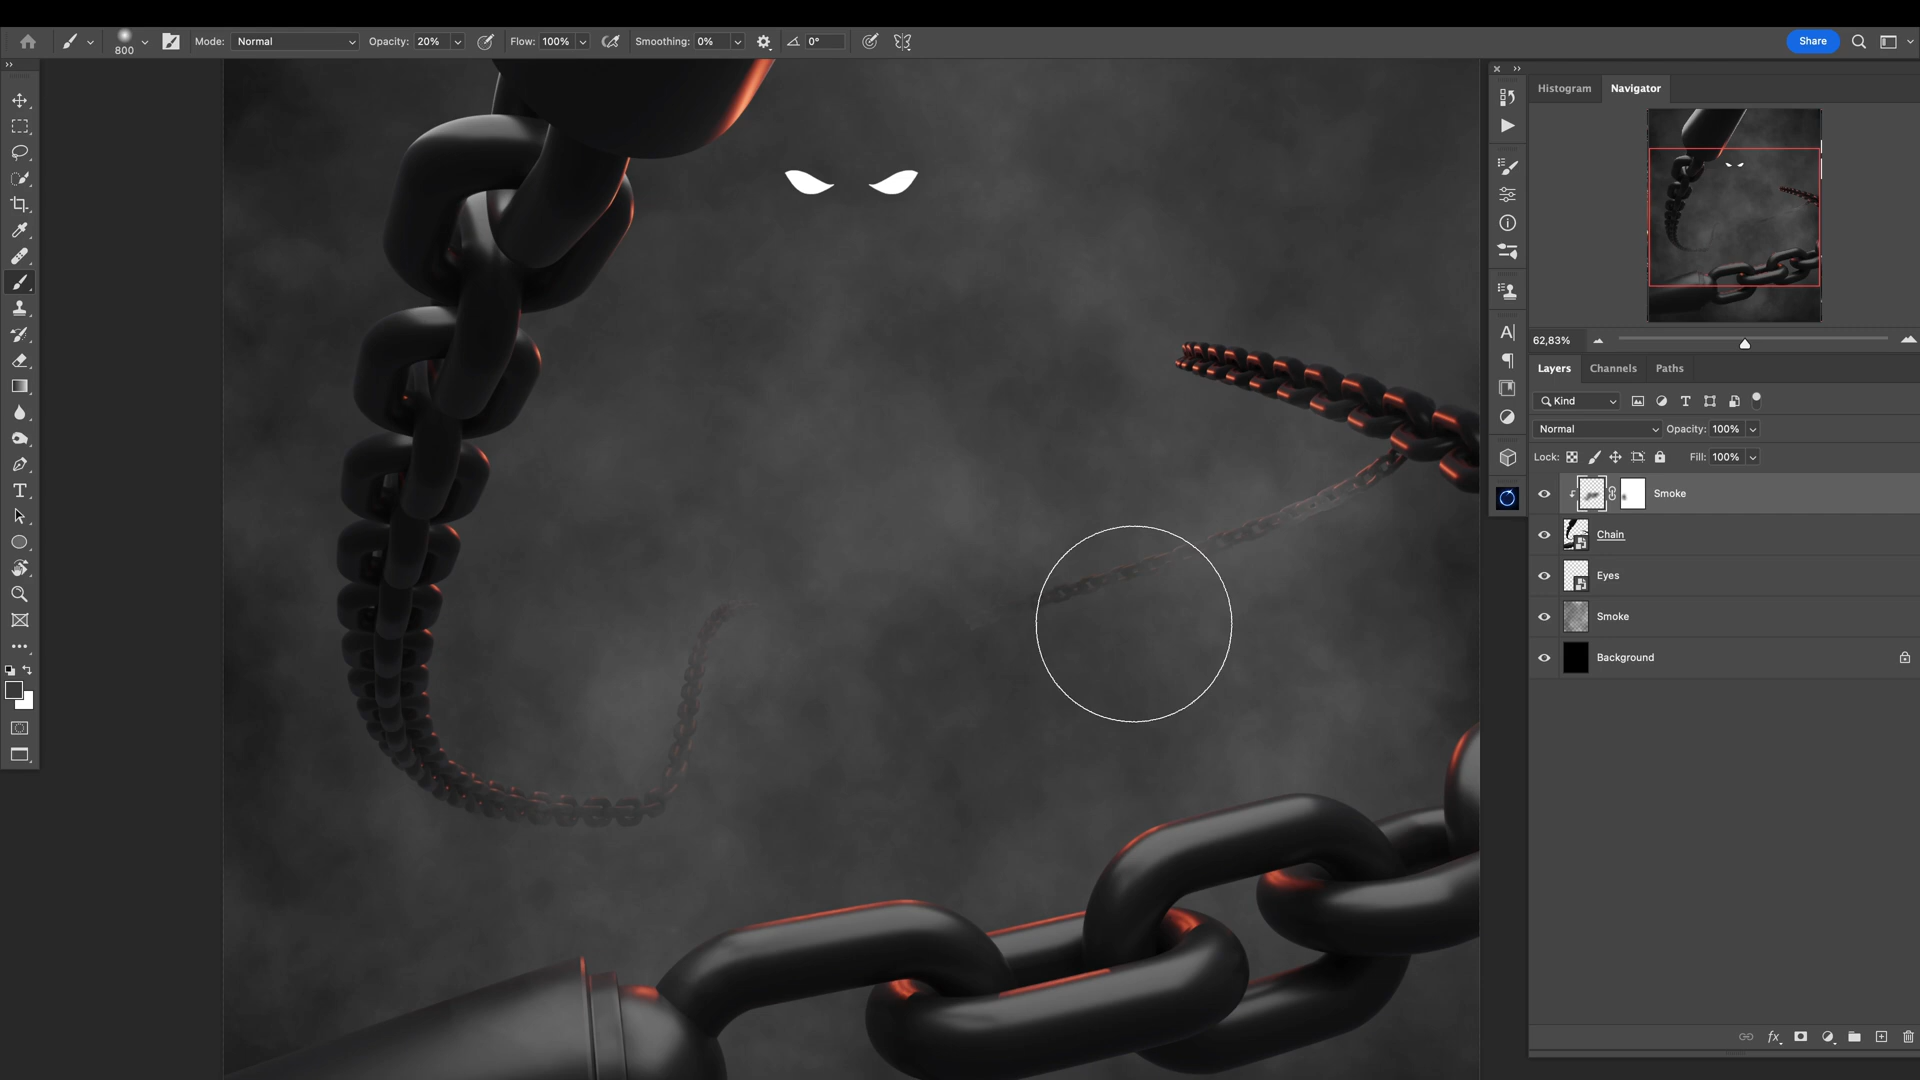 800
Mode:
Normal
Opacity:
20%
Flow:
100%
Smoothing:
0%
0°
Share
Histogram
Navigator
62,83%
Layers
Channels
Paths
Kind
Normal
Opacity:
100%
Lock:
Fill:
100%
Smoke
Chain
Eyes
Smoke
Background